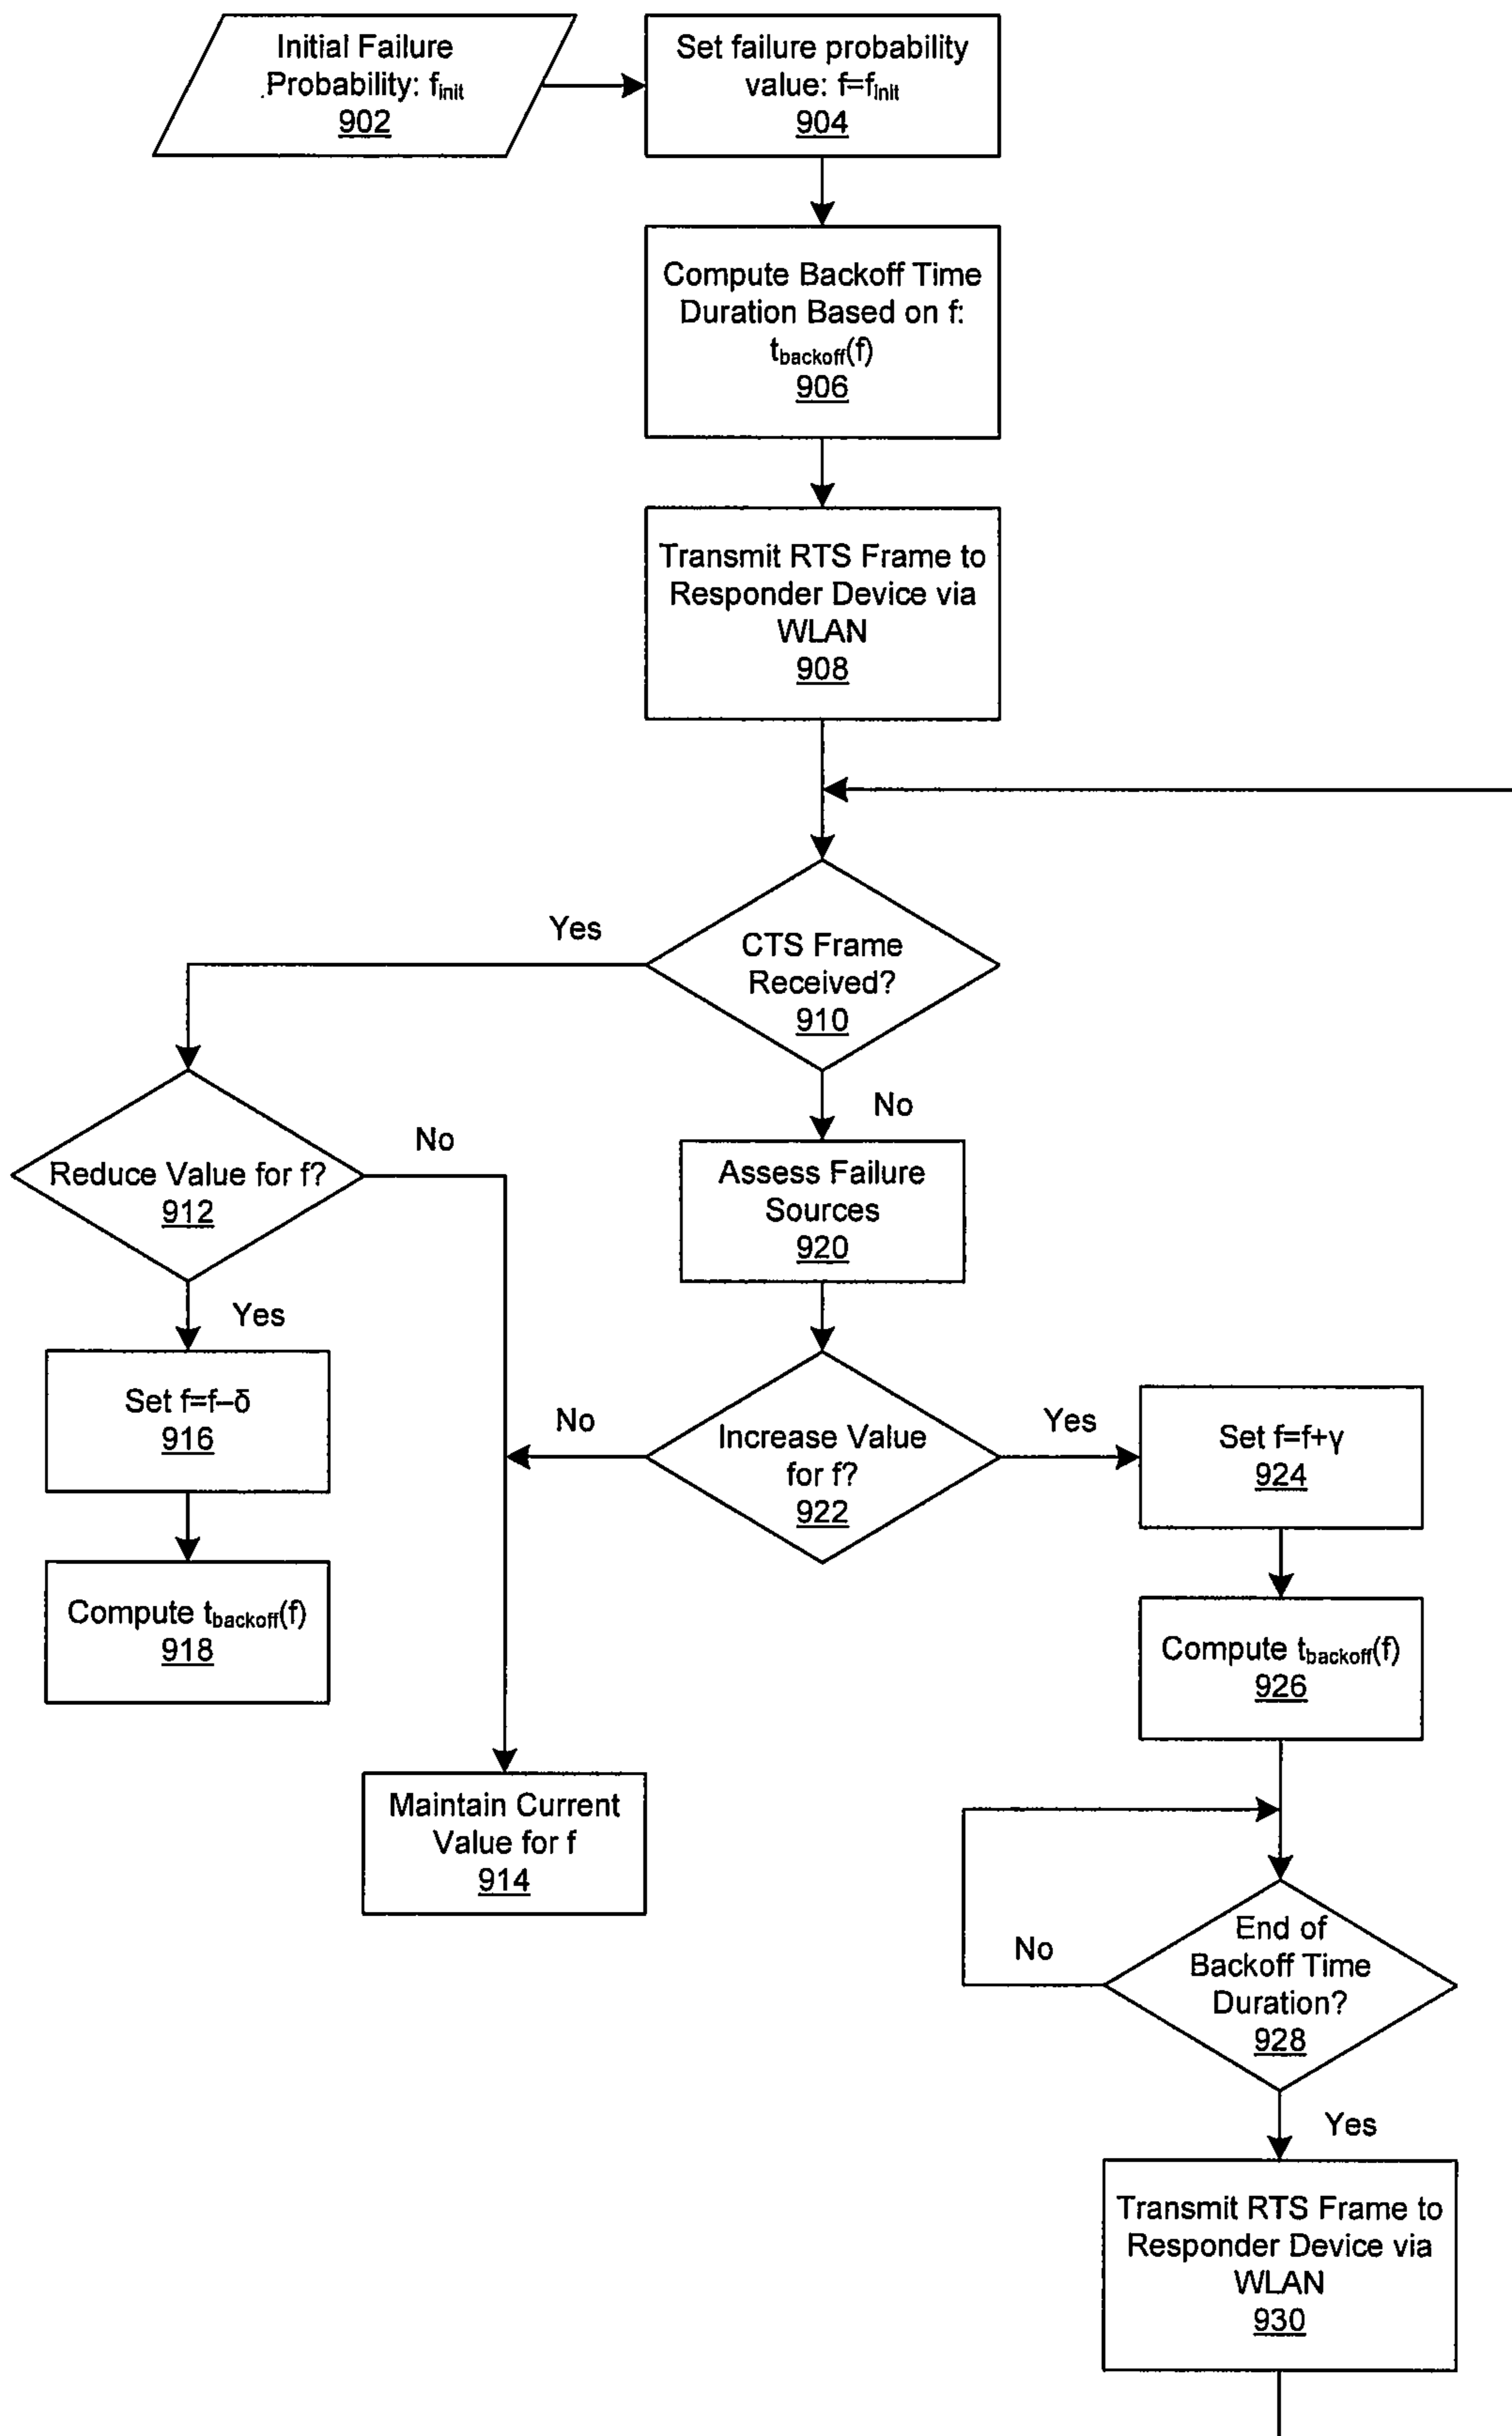 Initial Failure
Probability: finit
902
Set failure probability
value: f=finit
904
Compute Backoff Time
Duration Based on f:
tbackoff(f)
906
Transmit RTS Frame to
Responder Device via
WLAN
908
CTS Frame
Received?
910
Yes
No
Reduce Value for f?
912
No
Yes
Assess Failure
Sources
920
Set f=f–δ
916
Increase Value
for f?
922
No
Yes
Set f=f+γ
924
Compute tbackoff(f)
918
Compute tbackoff(f)
926
Maintain Current
Value for f
914
End of
Backoff Time
Duration?
928
No
Yes
Transmit RTS Frame to
Responder Device via
WLAN
930